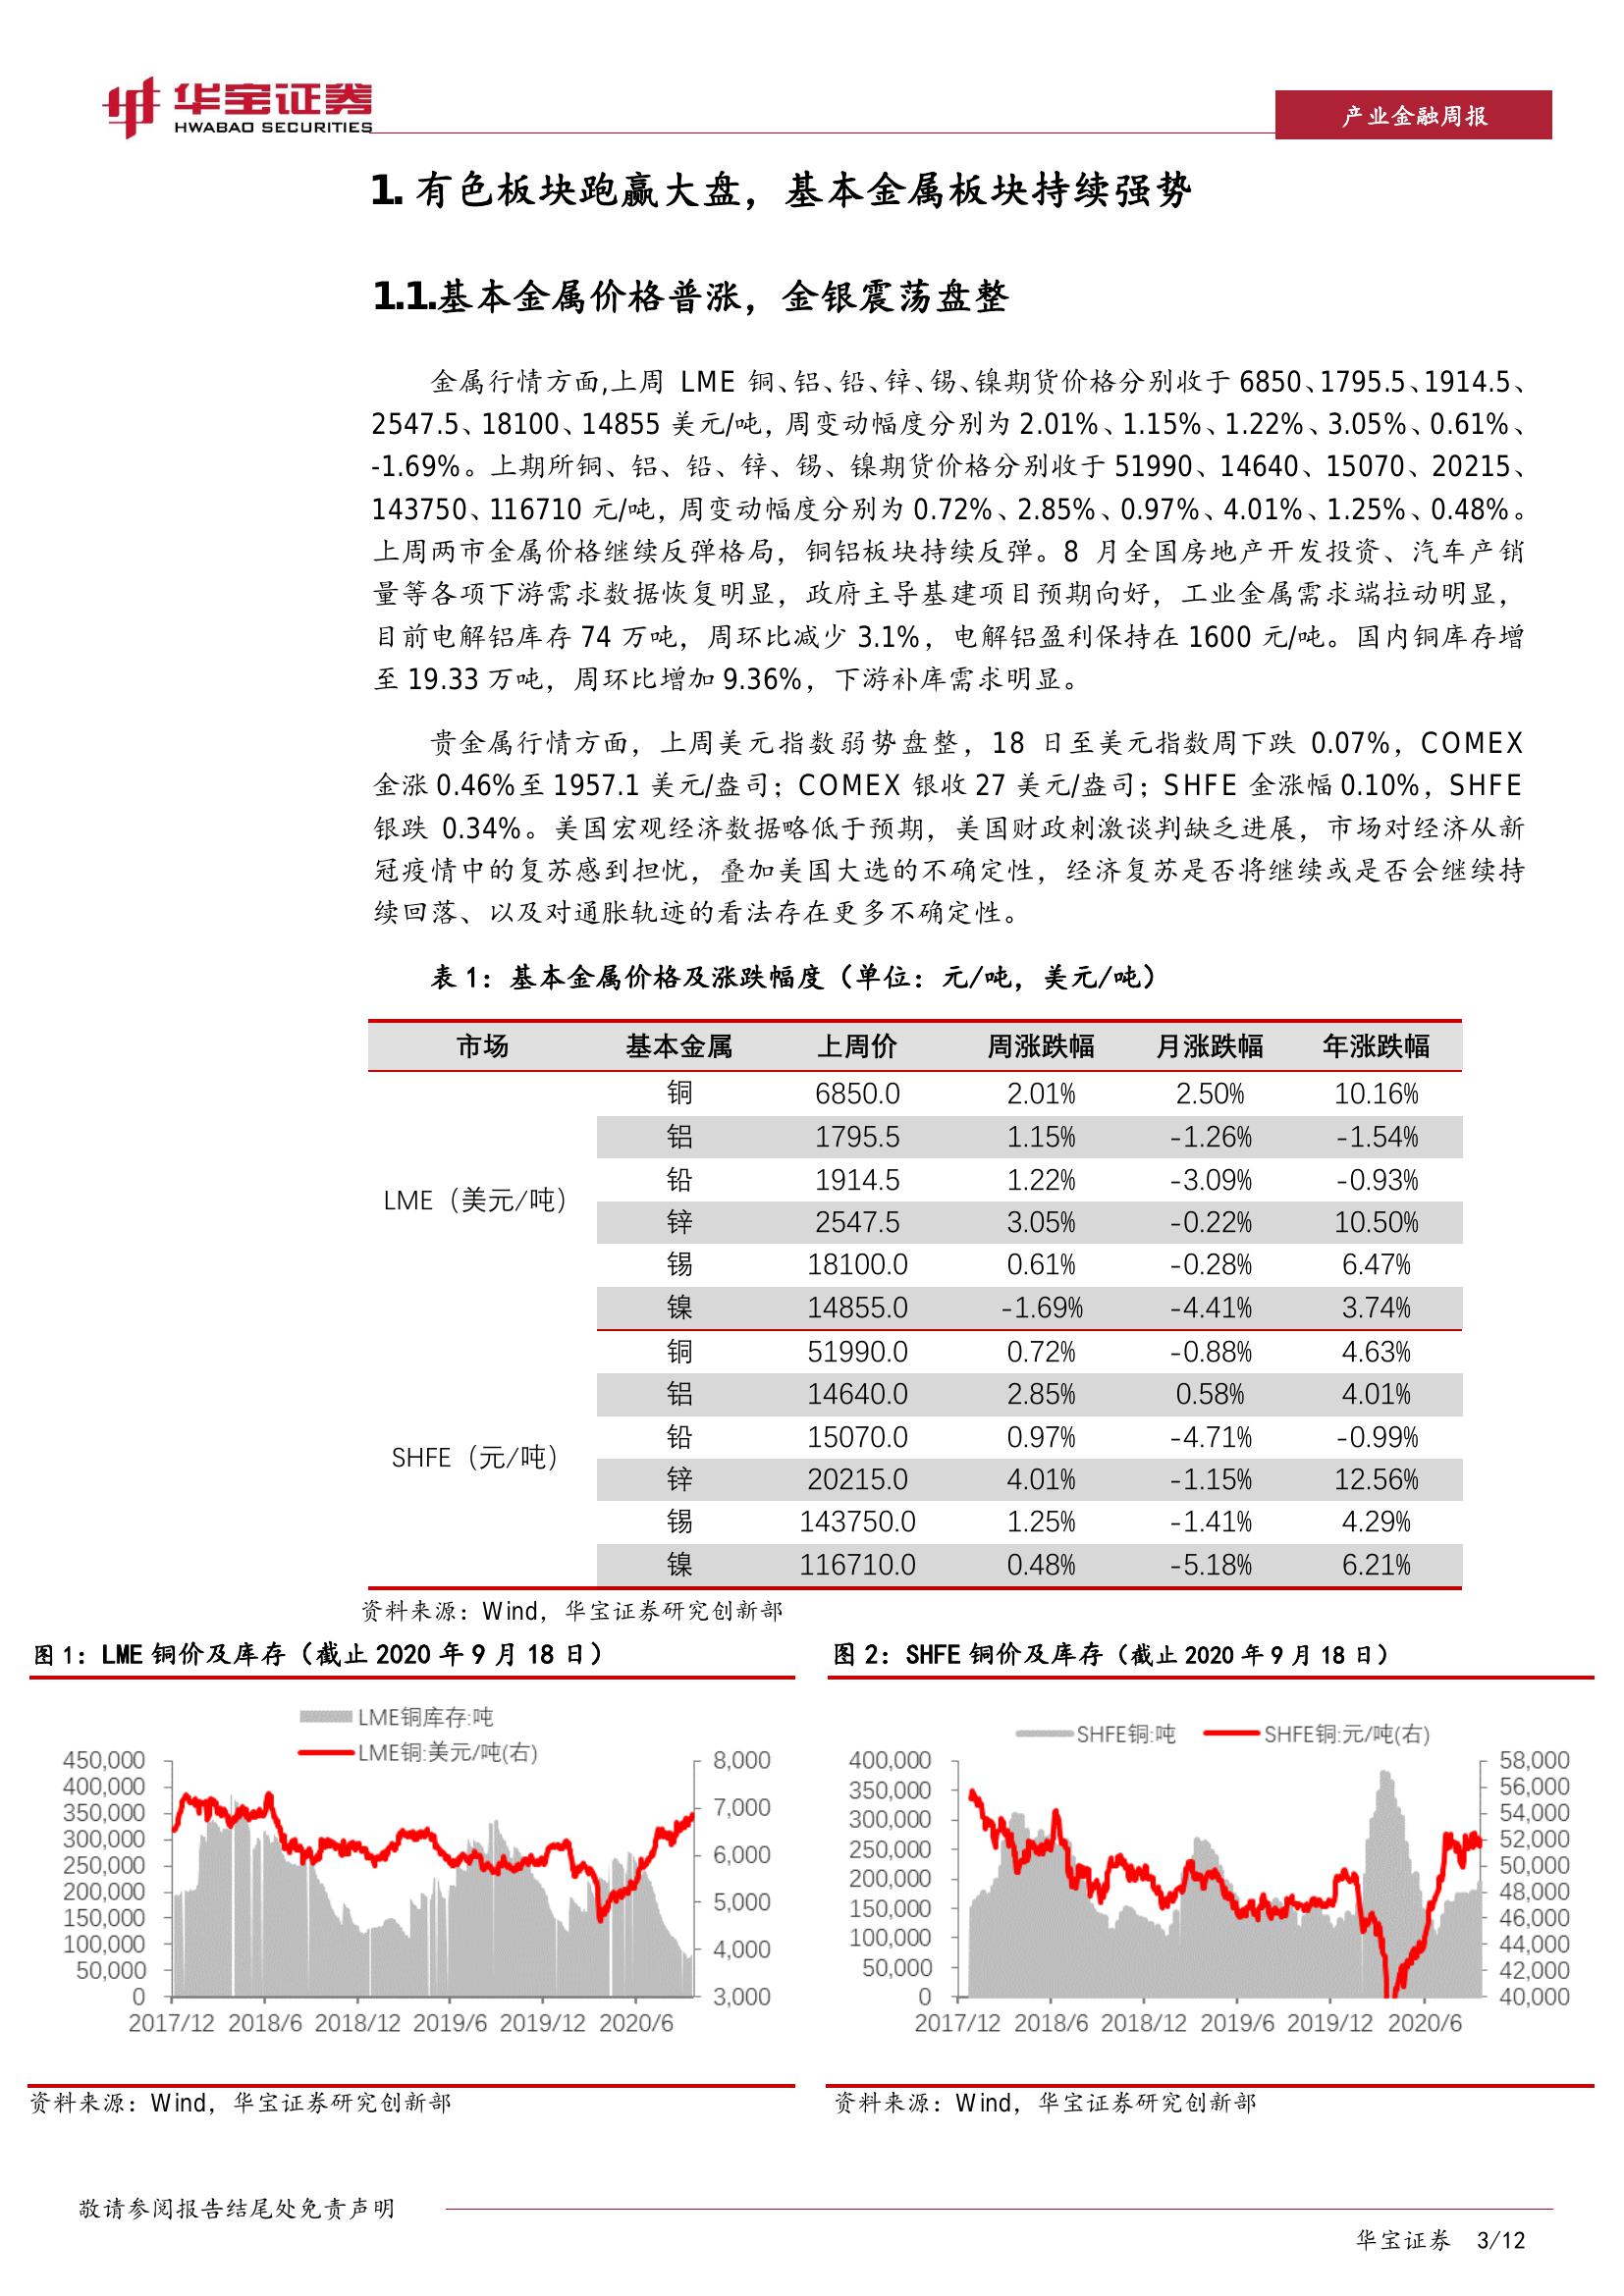 华宝证券
HWABAO SECURITIES
产业金融周报
1. 有色板块跑赢大盘，基本金属板块持续强势
1.1.基本金属价格普涨，金银震荡盘整
金属行情方面,上周 LME 铜、铝、铅、锌、锡、镍期货价格分别收于 6850、1795.5、1914.5、
2547.5、18100、14855 美元/吨，周变动幅度分别为 2.01%、1.15%、1.22%、3.05%、0.61%、
-1.69%。上期所铜、铝、铅、锌、锡、镍期货价格分别收于 51990、14640、15070、20215、
143750、116710 元/吨，周变动幅度分别为 0.72%、2.85%、0.97%、4.01%、1.25%、0.48%。
上周两市金属价格继续反弹格局，铜铝板块持续反弹。8 月全国房地产开发投资、汽车产销
量等各项下游需求数据恢复明显，政府主导基建项目预期向好，工业金属需求端拉动明显，
目前电解铝库存 74 万吨，周环比减少 3.1%，电解铝盈利保持在 1600 元/吨。国内铜库存增
至 19.33 万吨，周环比增加 9.36%，下游补库需求明显。
贵金属行情方面，上周美元指数弱势盘整，18 日至美元指数周下跌 0.07%，COMEX
金涨 0.46%至 1957.1 美元/盎司；COMEX 银收 27 美元/盎司；SHFE 金涨幅 0.10%，SHFE
银跌 0.34%。美国宏观经济数据略低于预期，美国财政刺激谈判缺乏进展，市场对经济从新
冠疫情中的复苏感到担忧，叠加美国大选的不确定性，经济复苏是否将继续或是否会继续持
续回落、以及对通胀轨迹的看法存在更多不确定性。
表 1：基本金属价格及涨跌幅度（单位：元/吨，美元/吨）
市场 基本金属 上周价 周涨跌幅 月涨跌幅 年涨跌幅
LME（美元/吨）
铜 6850.0 2.01% 2.50% 10.16%
铝 1795.5 1.15% -1.26% -1.54%
铅 1914.5 1.22% -3.09% -0.93%
锌 2547.5 3.05% -0.22% 10.50%
锡 18100.0 0.61% -0.28% 6.47%
镍 14855.0 -1.69% -4.41% 3.74%
SHFE（元/吨）
铜 51990.0 0.72% -0.88% 4.63%
铝 14640.0 2.85% 0.58% 4.01%
铅 15070.0 0.97% -4.71% -0.99%
锌 20215.0 4.01% -1.15% 12.56%
锡 143750.0 1.25% -1.41% 4.29%
镍 116710.0 0.48% -5.18% 6.21%
资料来源：Wind，华宝证券研究创新部
图 1：LME 铜价及库存（截止 2020 年 9 月 18 日）
LME铜库存:吨
LME铜:美元/吨(右)
450,000
400,000
350,000
300,000
250,000
200,000
150,000
100,000
50,000
0
8,000
7,000
6,000
5,000
4,000
3,000
2017/12 2018/6 2018/12 2019/6 2019/12 2020/6
资料来源：Wind，华宝证券研究创新部
图 2：SHFE 铜价及库存（截止 2020 年 9 月 18 日）
SHFE铜:吨 SHFE铜:元/吨(右)
400,000
350,000
300,000
250,000
200,000
150,000
100,000
50,000
0
58,000
56,000
54,000
52,000
50,000
48,000
46,000
44,000
42,000
40,000
2017/12 2018/6 2018/12 2019/6 2019/12 2020/6
资料来源：Wind，华宝证券研究创新部
敬请参阅报告结尾处免责声明
华宝证券 3/12